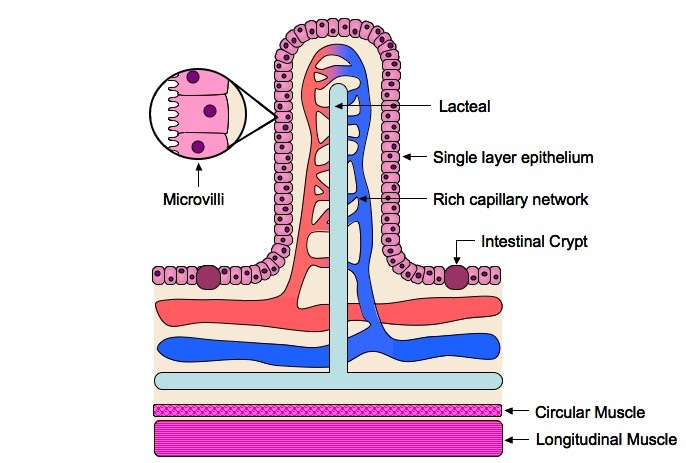 Lacteal
Single layer epithelium
Microvilli
Rich capillary network
Intestinal Crypt
Circular Muscle
Longitudinal Muscle